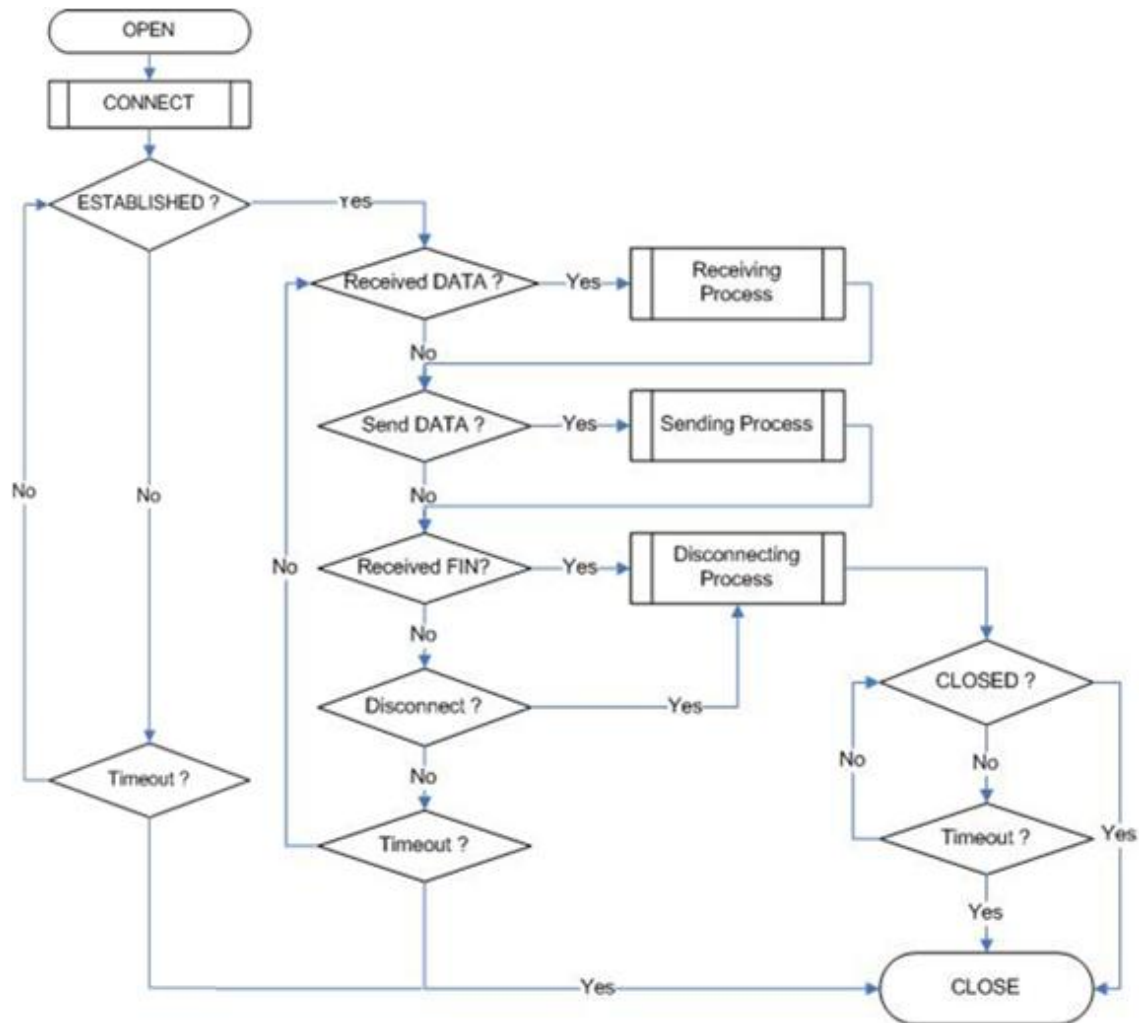 OPEN
CONNECT
ESTABLISHED ?
Yes
Received DATA ?
Yes
Receiving
Process
No
Send DATA ?
Yes
Sending Process
No
No
No
Received FIN?
Yes
Disconnecting
Process
No
No
Disconnect ?
Yes
CLOSED ?
No
No
Timeout ?
No
Timeout ?
Timeout ?
Yes
Yes
Yes
CLOSE